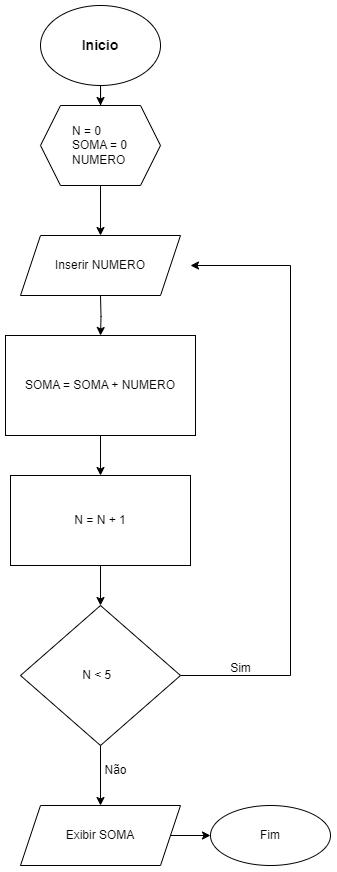 Inicio
N = 0
SOMA = 0
NUMERO
Inserir NUMERO
SOMA = SOMA + NUMERO
N = N + 1
N < 5
Sim
Não
Exibir SOMA
Fim